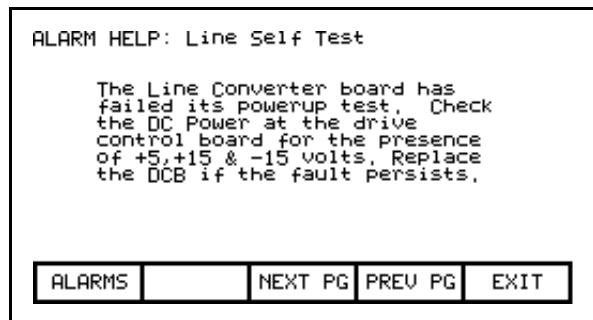 ALARM HELP: Line Self Test
The Line Converter board has
failed its powerup test. Check
the DC Power at the drive
control board for the presence
of +5,+15 & -15 volts. Replace
the DCB if the fault persists.
ALARMS NEXT PG PREV PG EXIT